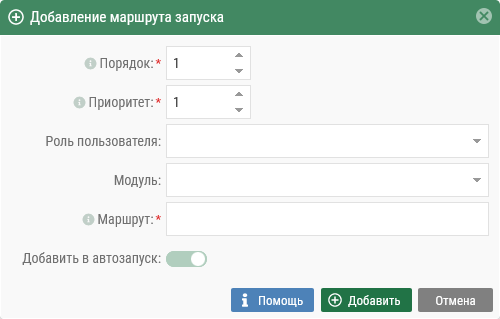 Добавление маршрута запуска
Порядок:* 1
Приоритет:* 1
Роль пользователя:
Модуль:
Маршрут:*
Добавить в автозапуск:
Помощь Добавить Отмена